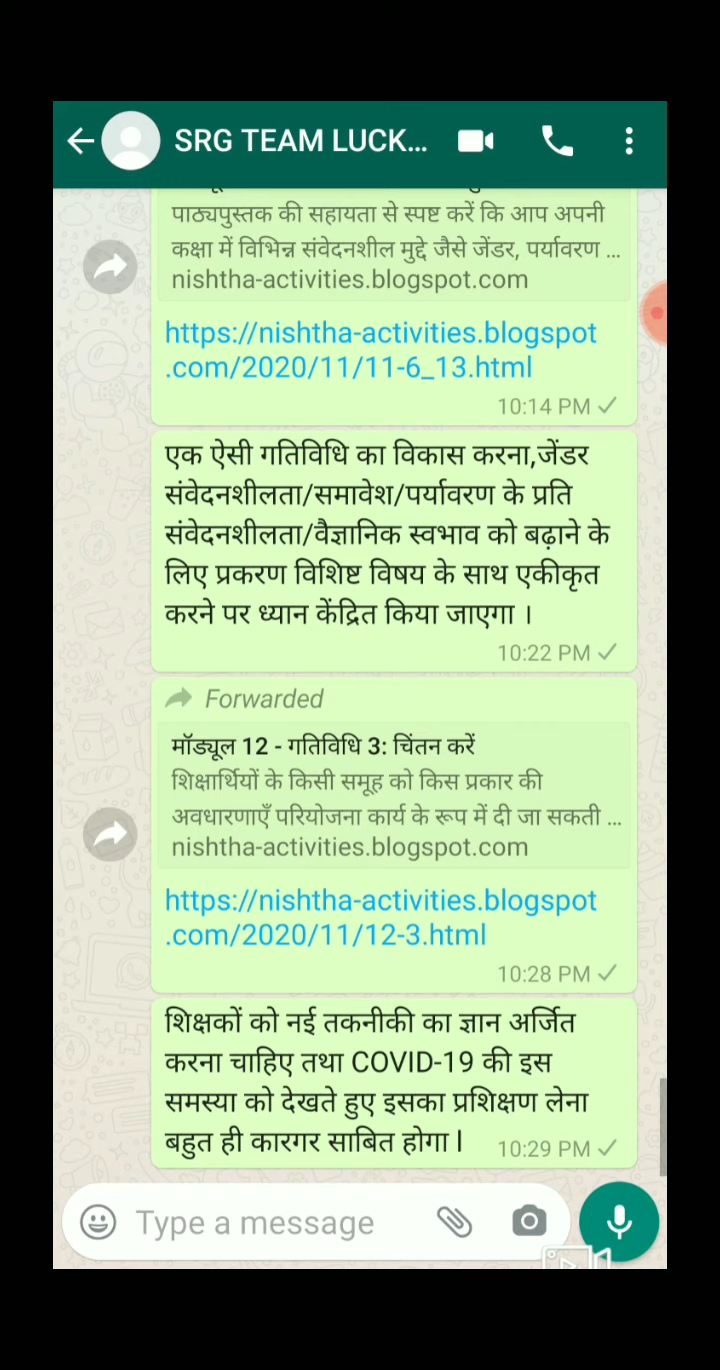 SRG TEAM LUCK...
पाठ्यपुस्तक की सहायता से स्पष्ट करें कि आप अपनी
कक्षा में विभिन्न संवेदनशील मुद्दे जैसे जेंडर, पर्यावरण ...
nishtha-activities.blogspot.com
https://nishtha-activities.blogspot
.com/2020/11/11-6_13.html
10:14 PM
एक ऐसी गतिविधि का विकास करना,जेंडर
संवेदनशीलता/समावेश/पर्यावरण के प्रति
संवेदनशीलता/वैज्ञानिक स्वभाव को बढ़ाने के
लिए प्रकरण विशिष्ट विषय के साथ एकीकृत
करने पर ध्यान केंद्रित किया जाएगा ।
10:22 PM
Forwarded
मॉड्यूल 12 - गतिविधि 3: चिंतन करें
शिक्षार्थियों के किसी समूह को किस प्रकार की
अवधारणाएँ परियोजना कार्य के रूप में दी जा सकती ...
nishtha-activities.blogspot.com
https://nishtha-activities.blogspot
.com/2020/11/12-3.html
10:28 PM
शिक्षकों को नई तकनीकी का ज्ञान अर्जित
करना चाहिए तथा COVID-19 की इस
समस्या को देखते हुए इसका प्रशिक्षण लेना
बहुत ही कारगर साबित होगा l 10:29 PM
Type a message